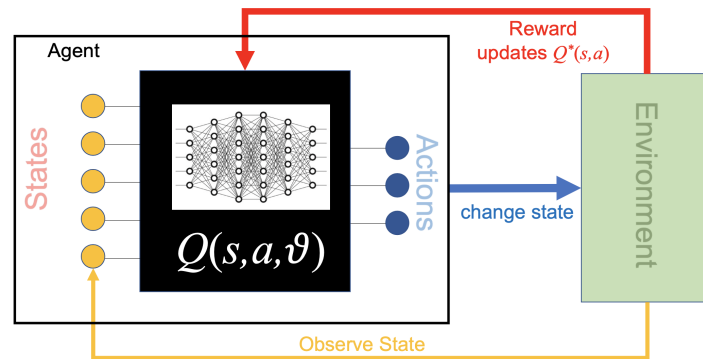 Reward
updates Q*(s,a)
Agent
States
Actions
Environment
change state
Q(s,a,ϑ)
Observe State